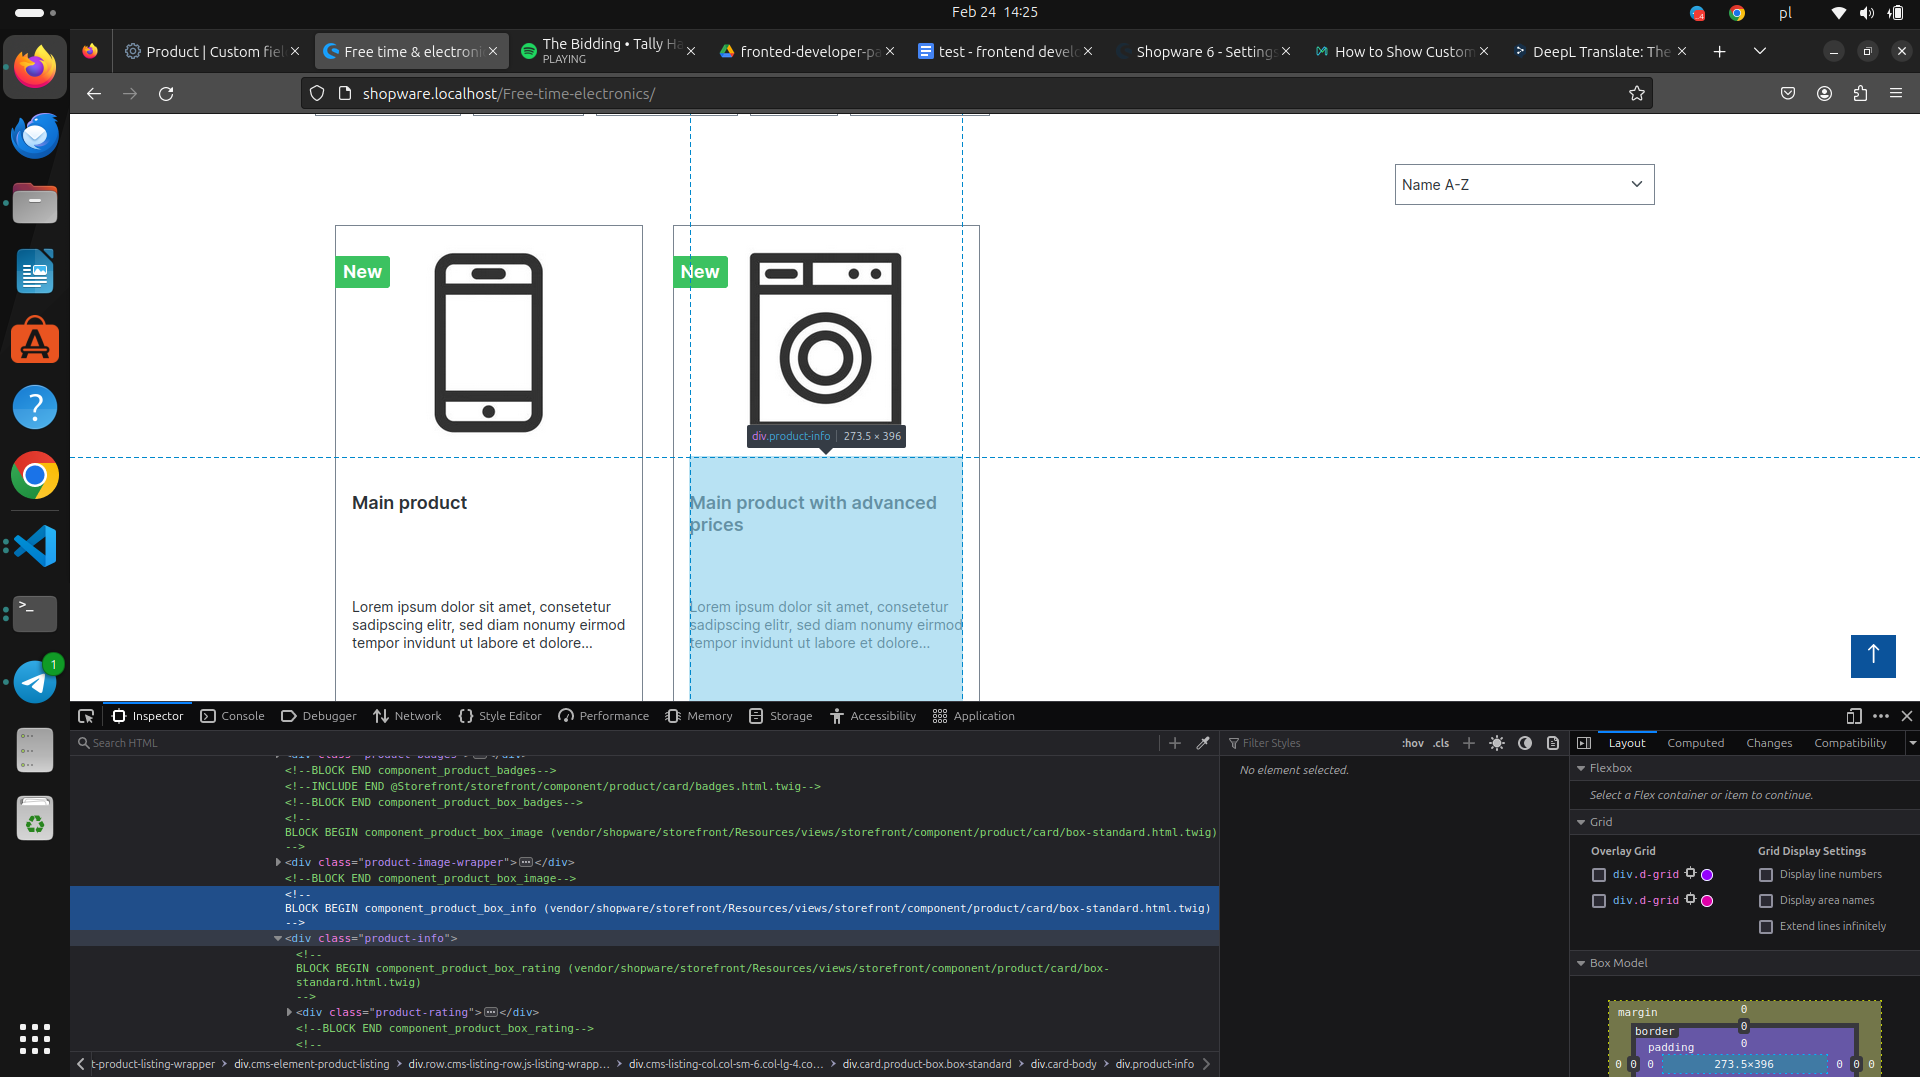 Feb 24 14:25
pl
Product | Custom fiel
Free time & electroni
The Bidding • Tally Ha
PLAYING
fronted-developer-pa
test - frontend develo
Shopware 6 - Settings
How to Show Custom
DeepL Translate: The
shopware.localhost/Free-time-electronics/
Name A-Z
New
New
div.product-info | 273.5 × 396
Main product
Main product with advanced
prices
Lorem ipsum dolor sit amet, consetetur
sadipscing elitr, sed diam nonumy eirmod
tempor invidunt ut labore et dolore...
Lorem ipsum dolor sit amet, consetetur
sadipscing elitr, sed diam nonumy eirmod
tempor invidunt ut labore et dolore...
1
Inspector
Console
Debugger
Network
Style Editor
Performance
Memory
Storage
Accessibility
Application
Search HTML
Filter Styles
:hov .cls
Layout
Computed
Changes
Compatibility
<!--BLOCK END component_product_badges-->
<!--INCLUDE END @Storefront/storefront/component/product/card/badges.html.twig-->
<!--BLOCK END component_product_box_badges-->
<!--
BLOCK BEGIN component_product_box_image (vendor/shopware/storefront/Resources/views/storefront/component/product/card/box-standard.html.twig)
-->
<div class="product-image-wrapper"> ••• </div>
<!--BLOCK END component_product_box_image-->
<!--
BLOCK BEGIN component_product_box_info (vendor/shopware/storefront/Resources/views/storefront/component/product/card/box-standard.html.twig)
-->
<div class="product-info">
<!--
BLOCK BEGIN component_product_box_rating (vendor/shopware/storefront/Resources/views/storefront/component/product/card/box-
standard.html.twig)
-->
<div class="product-rating"> ••• </div>
<!--BLOCK END component_product_box_rating-->
<!--
t-product-listing-wrapper > div.cms-element-product-listing > div.row.cms-listing-row.js-listing-wrapp... > div.cms-listing-col.col-sm-6.col-lg-4.co... > div.card.product-box.box-standard > div.card-body > div.product-info
No element selected.
Flexbox
Select a Flex container or item to continue.
Grid
Overlay Grid
Grid Display Settings
div.d-grid
Display line numbers
div.d-grid
Display area names
Extend lines infinitely
Box Model
margin
0
border
0
padding
0
0 0 0 273.5×396 0 0 0